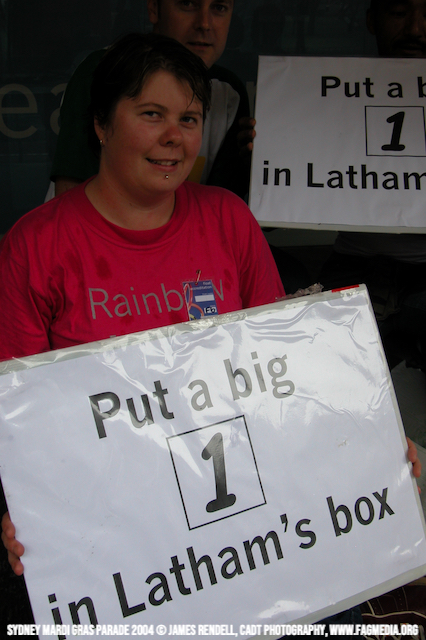 Put a b
1
in Latham
Rainbow
Put a big
1
in Latham's box
SYDNEY MARDI GRAS PARADE 2004 © JAMES RENDELL, CADT PHOTOGRAPHY, WWW.FAGMEDIA.ORG